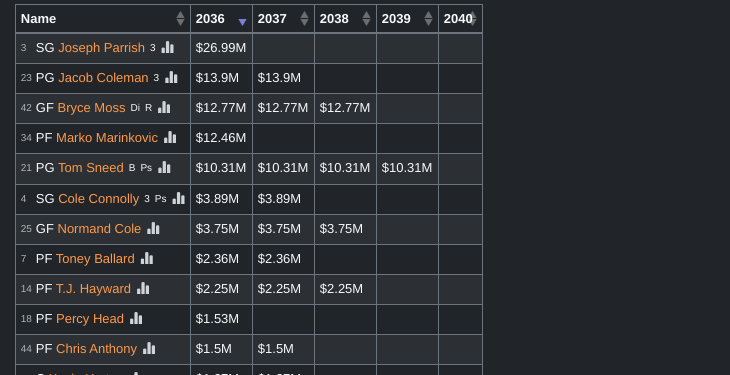 Name 2036 2037 2038 2039 2040
3 SG Joseph Parrish 3 $26.99M
23 PG Jacob Coleman 3 $13.9M $13.9M
42 GF Bryce Moss Di R $12.77M $12.77M $12.77M
34 PF Marko Marinkovic $12.46M
21 PG Tom Sneed B Ps $10.31M $10.31M $10.31M $10.31M
4 SG Cole Connolly 3 Ps $3.89M $3.89M
25 GF Normand Cole $3.75M $3.75M $3.75M
7 PF Toney Ballard $2.36M $2.36M
14 PF T.J. Hayward $2.25M $2.25M $2.25M
18 PF Percy Head $1.53M
44 PF Chris Anthony $1.5M $1.5M